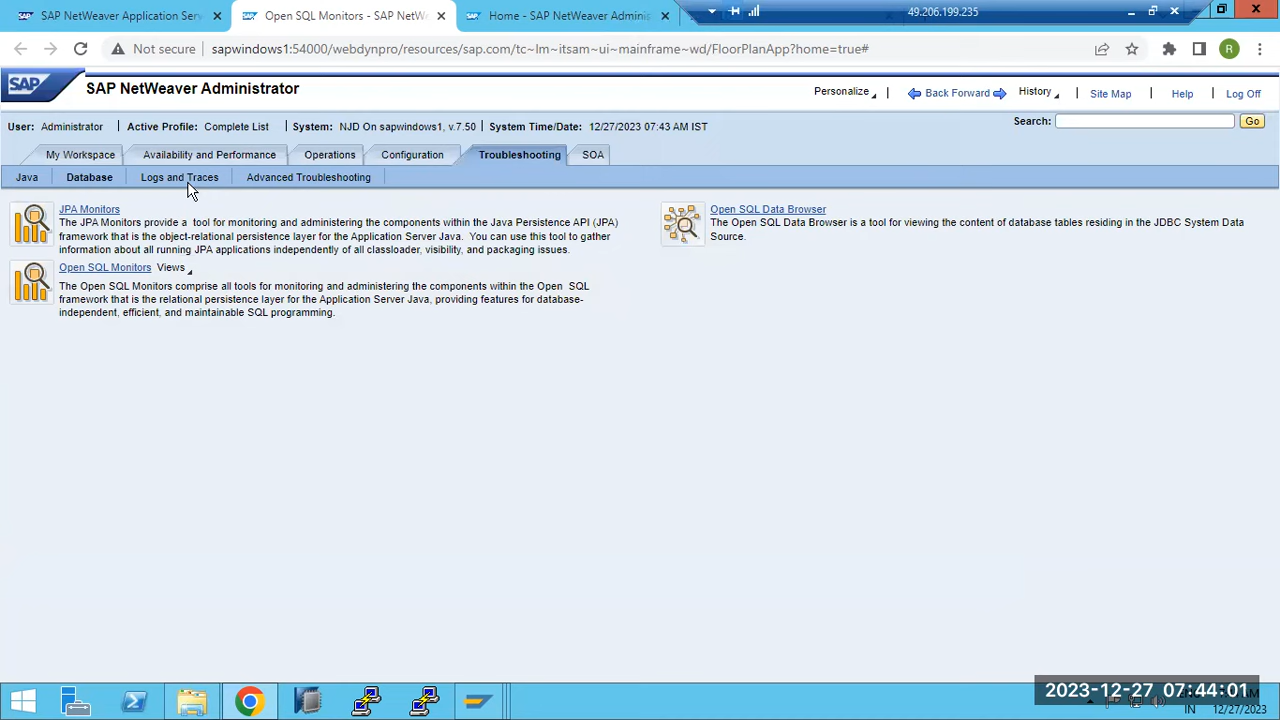 SAP NetWeaver Application Serv
Open SQL Monitors - SAP NetW
Home - SAP NetWeaver Adminis
49.206.199.235
Not secure
sapwindows1:54000/webdynpro/resources/sap.com/tc~lm~itsam~ui~mainframe~wd/FloorPlanApp?home=true#
R
SAP
SAP NetWeaver Administrator
Personalize
Back Forward
History
Site Map
Help
Log Off
User: Administrator
Active Profile: Complete List
System: NJD On sapwindows1, v.7.50
System Time/Date: 12/27/2023 07:43 AM IST
Search:
Go
My Workspace
Availability and Performance
Operations
Configuration
Troubleshooting
SOA
Java
Database
Logs and Traces
Advanced Troubleshooting
JPA Monitors
The JPA Monitors provide a tool for monitoring and administering the components within the Java Persistence API (JPA)
framework that is the object-relational persistence layer for the Application Server Java. You can use this tool to gather
information about all running JPA applications independently of all classloader, visibility, and packaging issues.
Open SQL Data Browser
The Open SQL Data Browser is a tool for viewing the content of database tables residing in the JDBC System Data
Source.
Open SQL Monitors Views
The Open SQL Monitors comprise all tools for monitoring and administering the components within the Open SQL
framework that is the relational persistence layer for the Application Server Java, providing features for database-
independent, efficient, and maintainable SQL programming.
2023-12-27 07:44:01
IN
12/27/2023